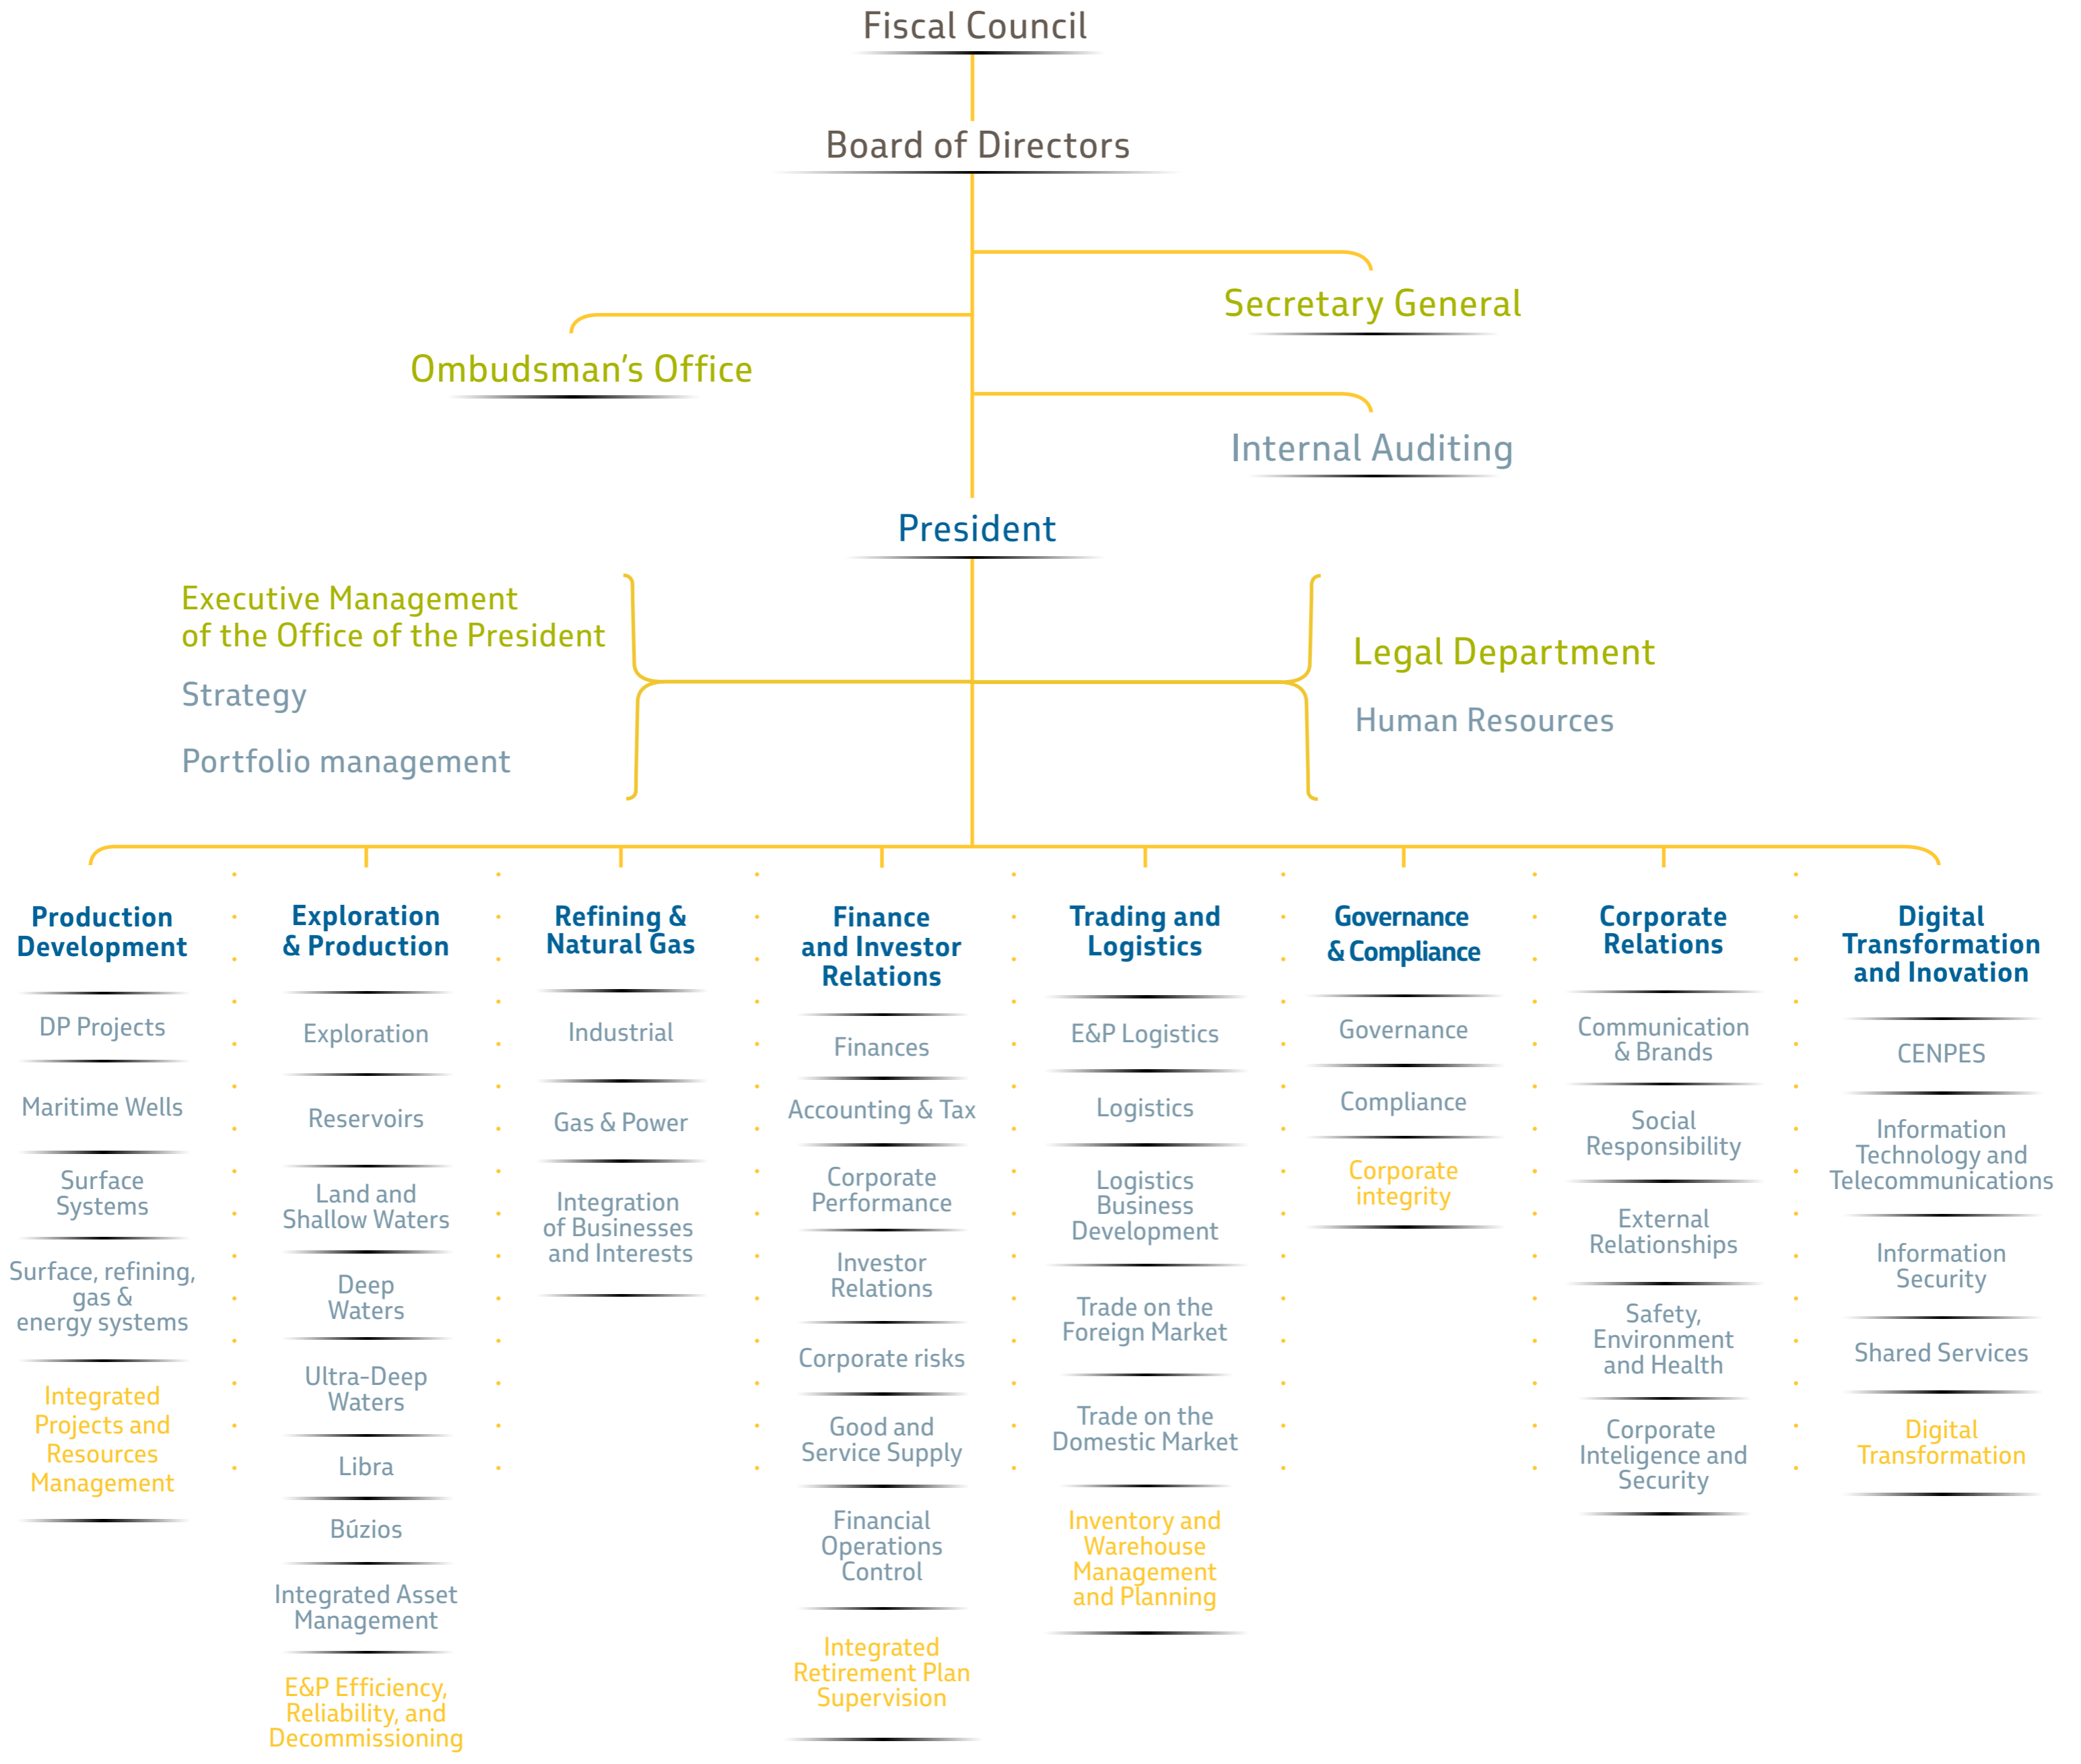 Fiscal Council
Board of Directors
Secretary General
Ombudsman’s Office
Internal Auditing
President
Executive Management
of the Office of the President
Strategy
Portfolio management
Legal Department
Human Resources
Production
Development
DP Projects
Maritime Wells
Surface
Systems
Surface, refining,
gas &
energy systems
Integrated
Projects and
Resources
Management
Exploration
& Production
Exploration
Reservoirs
Land and
Shallow Waters
Deep
Waters
Ultra-Deep
Waters
Libra
Búzios
Integrated Asset
Management
E&P Efficiency,
Reliability, and
Decommissioning
Refining &
Natural Gas
Industrial
Gas & Power
Integration
of Businesses
and Interests
Finance
and Investor
Relations
Finances
Accounting & Tax
Corporate
Performance
Investor
Relations
Corporate risks
Good and
Service Supply
Financial
Operations
Control
Integrated
Retirement Plan
Supervision
Trading and
Logistics
E&P Logistics
Logistics
Logistics
Business
Development
Trade on the
Foreign Market
Trade on the
Domestic Market
Inventory and
Warehouse
Management
and Planning
Governance
& Compliance
Governance
Compliance
Corporate
integrity
Corporate
Relations
Communication
& Brands
Social
Responsibility
External
Relationships
Safety,
Environment
and Health
Corporate
Inteligence and
Security
Digital
Transformation
and Inovation
CENPES
Information
Technology and
Telecommunications
Information
Security
Shared Services
Digital
Transformation